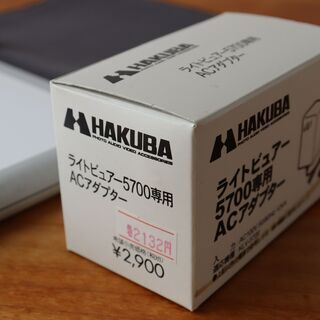 ライトビュアー5700専用
ACアダプター
HAKUBA
PHOTO AUDIO VIDEO ACCESSORIES
ライトビュアー5700専用
ACアダプター
2132円
¥2,900
ライトビュアー
5700専用
ACアダプター